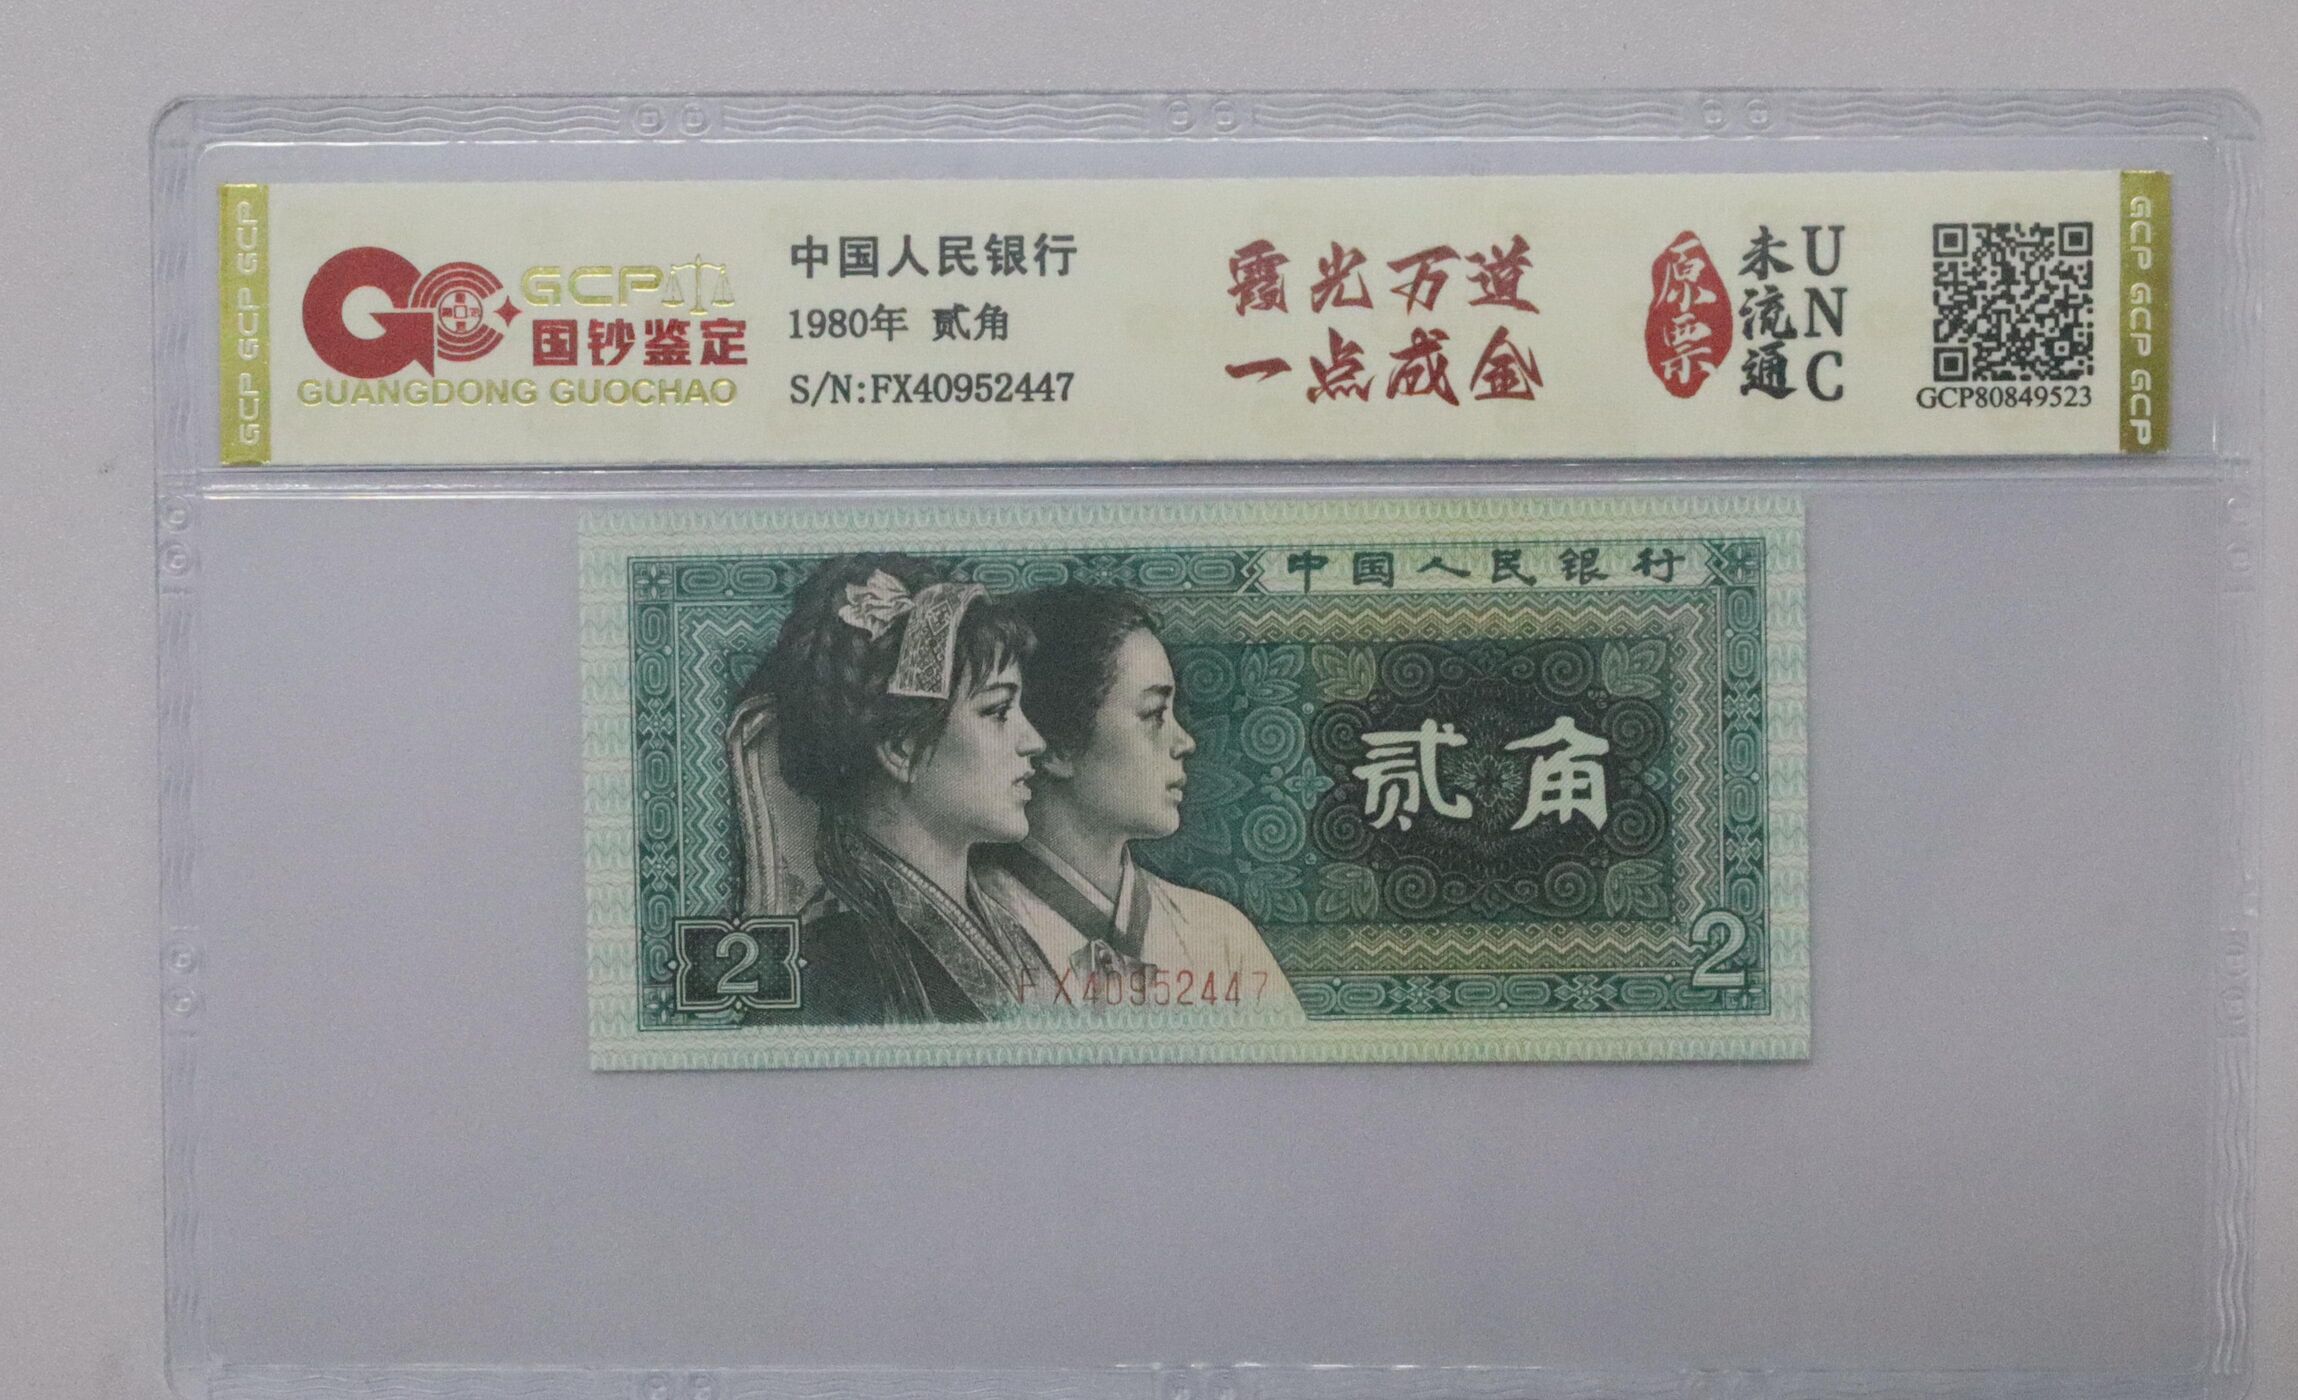 GCP GCP GCP
GCP
国钞鉴定
GUANGDONG GUOCHAO
中国人民银行
1980年 贰角
S/N:FX40952447
霞光万道
一点成金
原票
未流通
UNC
GCP80849523
GCP GCP GCP
中国人民银行
贰角
2
FX40952447
2